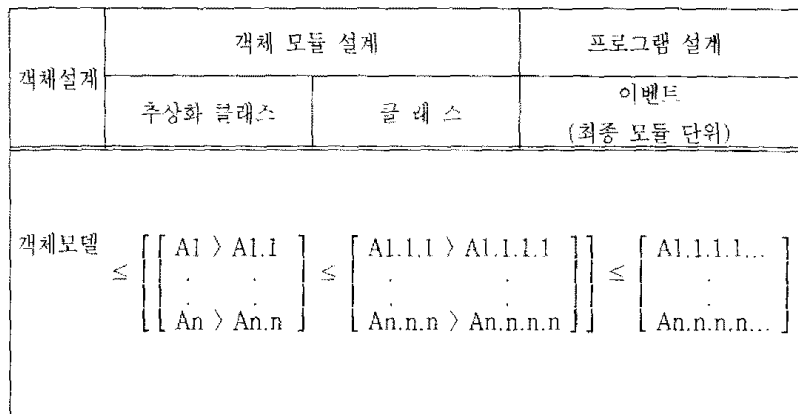 객체설계
객체 모듈 설계
프로그램 설계
추상화 클래스
클 래 스
이벤트
(최종 모듈 단위)
객체모델
≤ [ [ A1 > A1.1 ] ≤ [ A1.1.1 > A1.1.1.1 ] ] ≤ [ A1.1.1.1... ]
. . . . .
An > An.n An.n.n > An.n.n.n An.n.n.n...